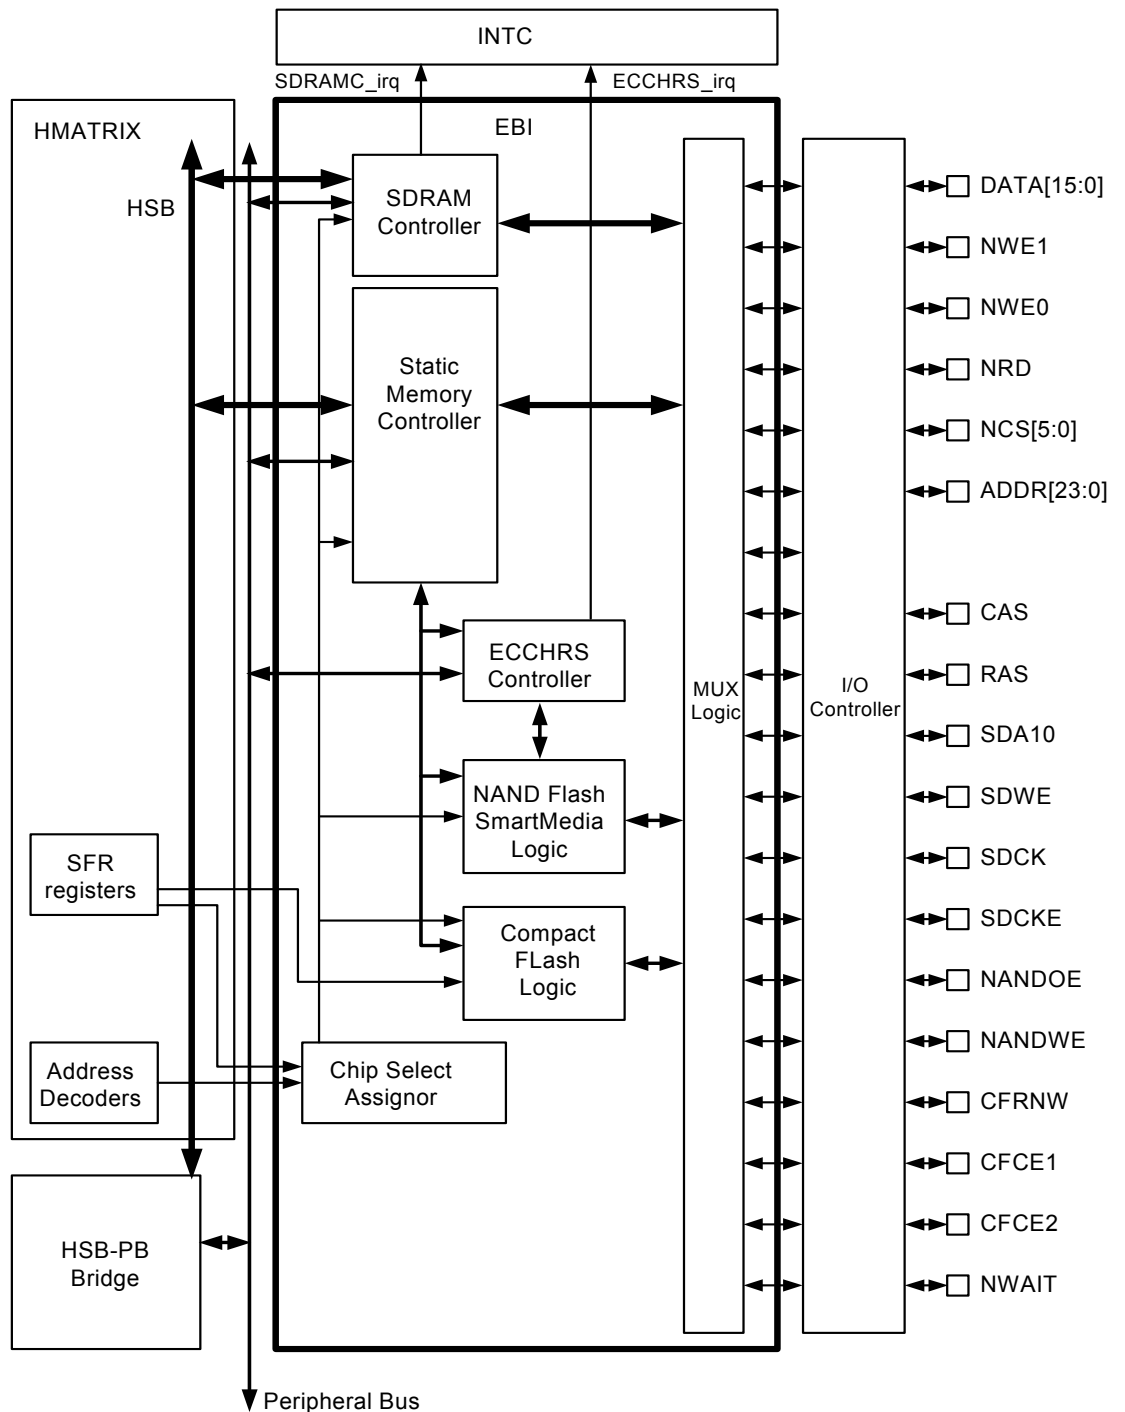 INTC
SDRAMC_irq
ECCHRS_irq
HMATRIX
EBI
HSB
SDRAM
Controller
Static
Memory
Controller
ECCHRS
Controller
NAND Flash
SmartMedia
Logic
Compact
FLash
Logic
SFR
registers
Address
Decoders
Chip Select
Assignor
HSB-PB
Bridge
Peripheral Bus
MUX
Logic
I/O
Controller
DATA[15:0]
NWE1
NWE0
NRD
NCS[5:0]
ADDR[23:0]
CAS
RAS
SDA10
SDWE
SDCK
SDCKE
NANDOE
NANDWE
CFRNW
CFCE1
CFCE2
NWAIT